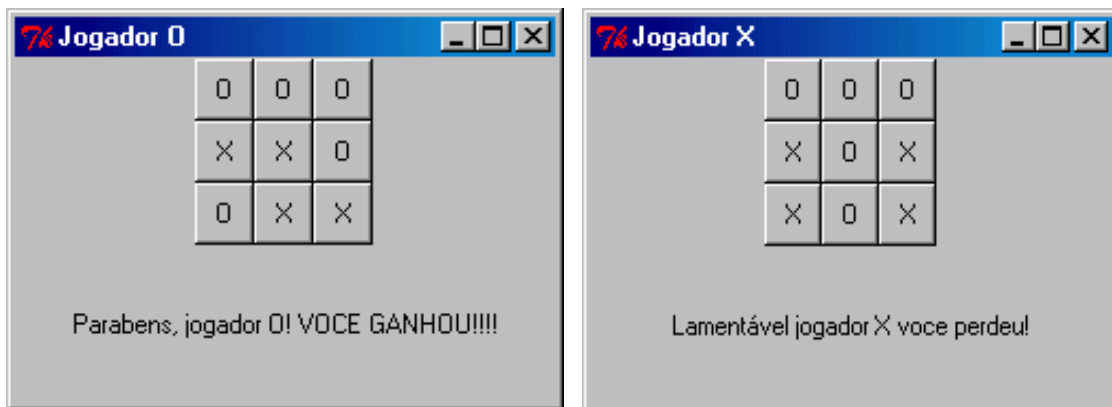 Jogador O
O O O
X X O
O X X
Parabens, jogador O! VOCE GANHOU!!!!
Jogador X
O O O
X O X
X O X
Lamentável jogador X voce perdeu!